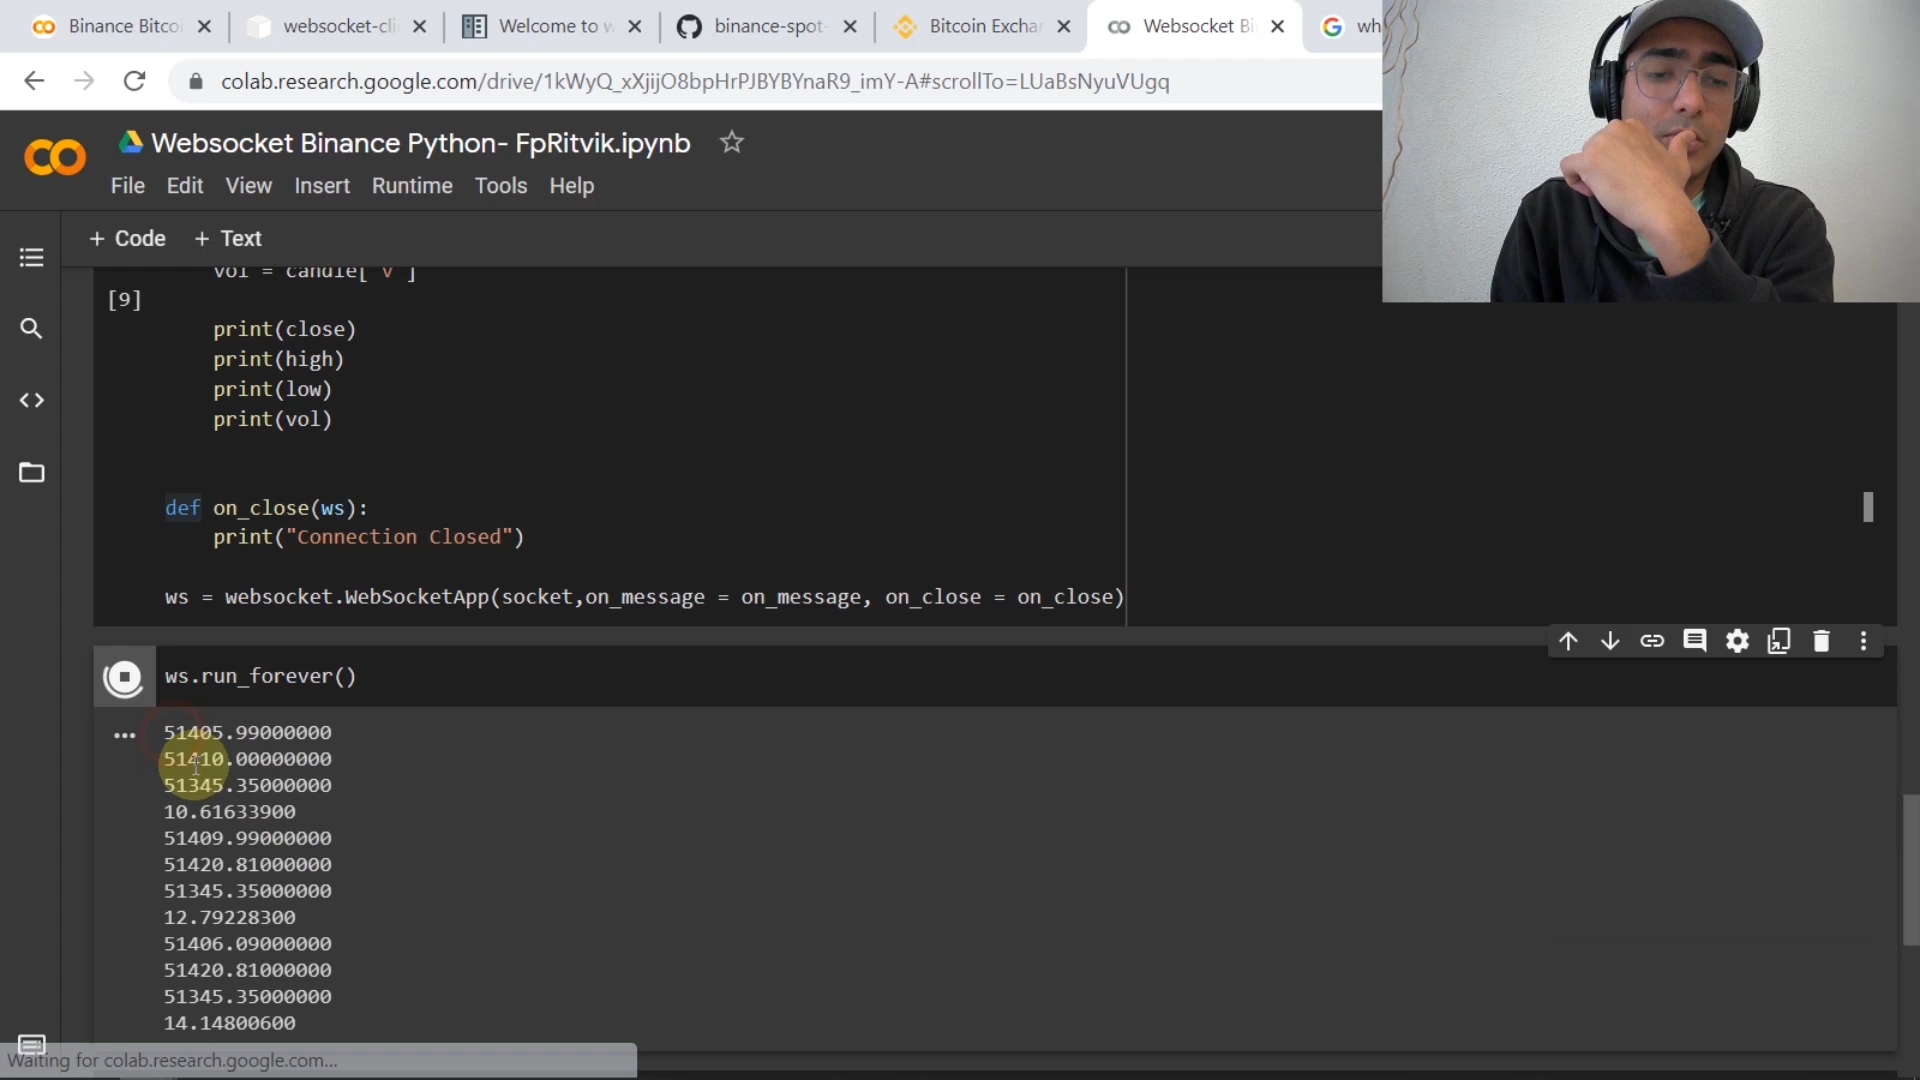 Binance Bitco
websocket-cli
Welcome to w
binance-spot-
Bitcoin Excha
Websocket Bi
wh
colab.research.google.com/drive/1kWyQ_xXjijO8bpHrPJBYBYnaR9_imY-A#scrollTo=LUaBsNyuVUgq
Websocket Binance Python- FpRitvik.ipynb
File Edit View Insert Runtime Tools Help
+ Code + Text
vol = candle['v']
[9]
print(close)
print(high)
print(low)
print(vol)
def on_close(ws):
print("Connection Closed")
ws = websocket.WebSocketApp(socket,on_message = on_message, on_close = on_close)
ws.run_forever()
51405.99000000
51410.00000000
51345.35000000
10.61633900
51409.99000000
51420.81000000
51345.35000000
12.79228300
51406.09000000
51420.81000000
51345.35000000
14.14800600
Waiting for colab.research.google.com...